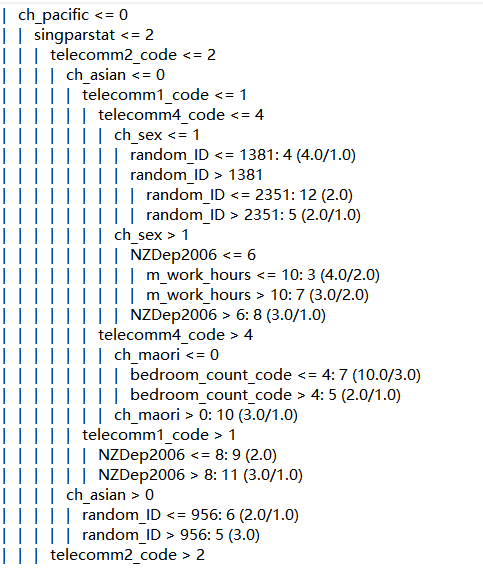 | ch_pacific <= 0
| | singparstat <= 2
| | | telecomm2_code <= 2
| | | | ch_asian <= 0
| | | | | telecomm1_code <= 1
| | | | | | telecomm4_code <= 4
| | | | | | | ch_sex <= 1
| | | | | | | | random_ID <= 1381: 4 (4.0/1.0)
| | | | | | | | random_ID > 1381
| | | | | | | | | random_ID <= 2351: 12 (2.0)
| | | | | | | | | random_ID > 2351: 5 (2.0/1.0)
| | | | | | | ch_sex > 1
| | | | | | | | NZDep2006 <= 6
| | | | | | | | | m_work_hours <= 10: 3 (4.0/2.0)
| | | | | | | | | m_work_hours > 10: 7 (3.0/2.0)
| | | | | | | | NZDep2006 > 6: 8 (3.0/1.0)
| | | | | | telecomm4_code > 4
| | | | | | | ch_maori <= 0
| | | | | | | | bedroom_count_code <= 4: 7 (10.0/3.0)
| | | | | | | | bedroom_count_code > 4: 5 (2.0/1.0)
| | | | | | | ch_maori > 0: 10 (3.0/1.0)
| | | | | telecomm1_code > 1
| | | | | | NZDep2006 <= 8: 9 (2.0)
| | | | | | NZDep2006 > 8: 11 (3.0/1.0)
| | | | ch_asian > 0
| | | | | random_ID <= 956: 6 (2.0/1.0)
| | | | | random_ID > 956: 5 (3.0)
| | | telecomm2_code > 2